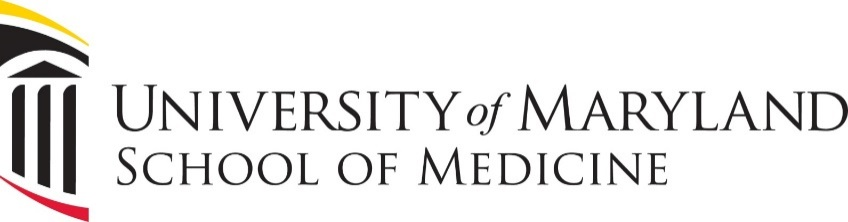 UNIVERSITY of MARYLAND
SCHOOL OF MEDICINE